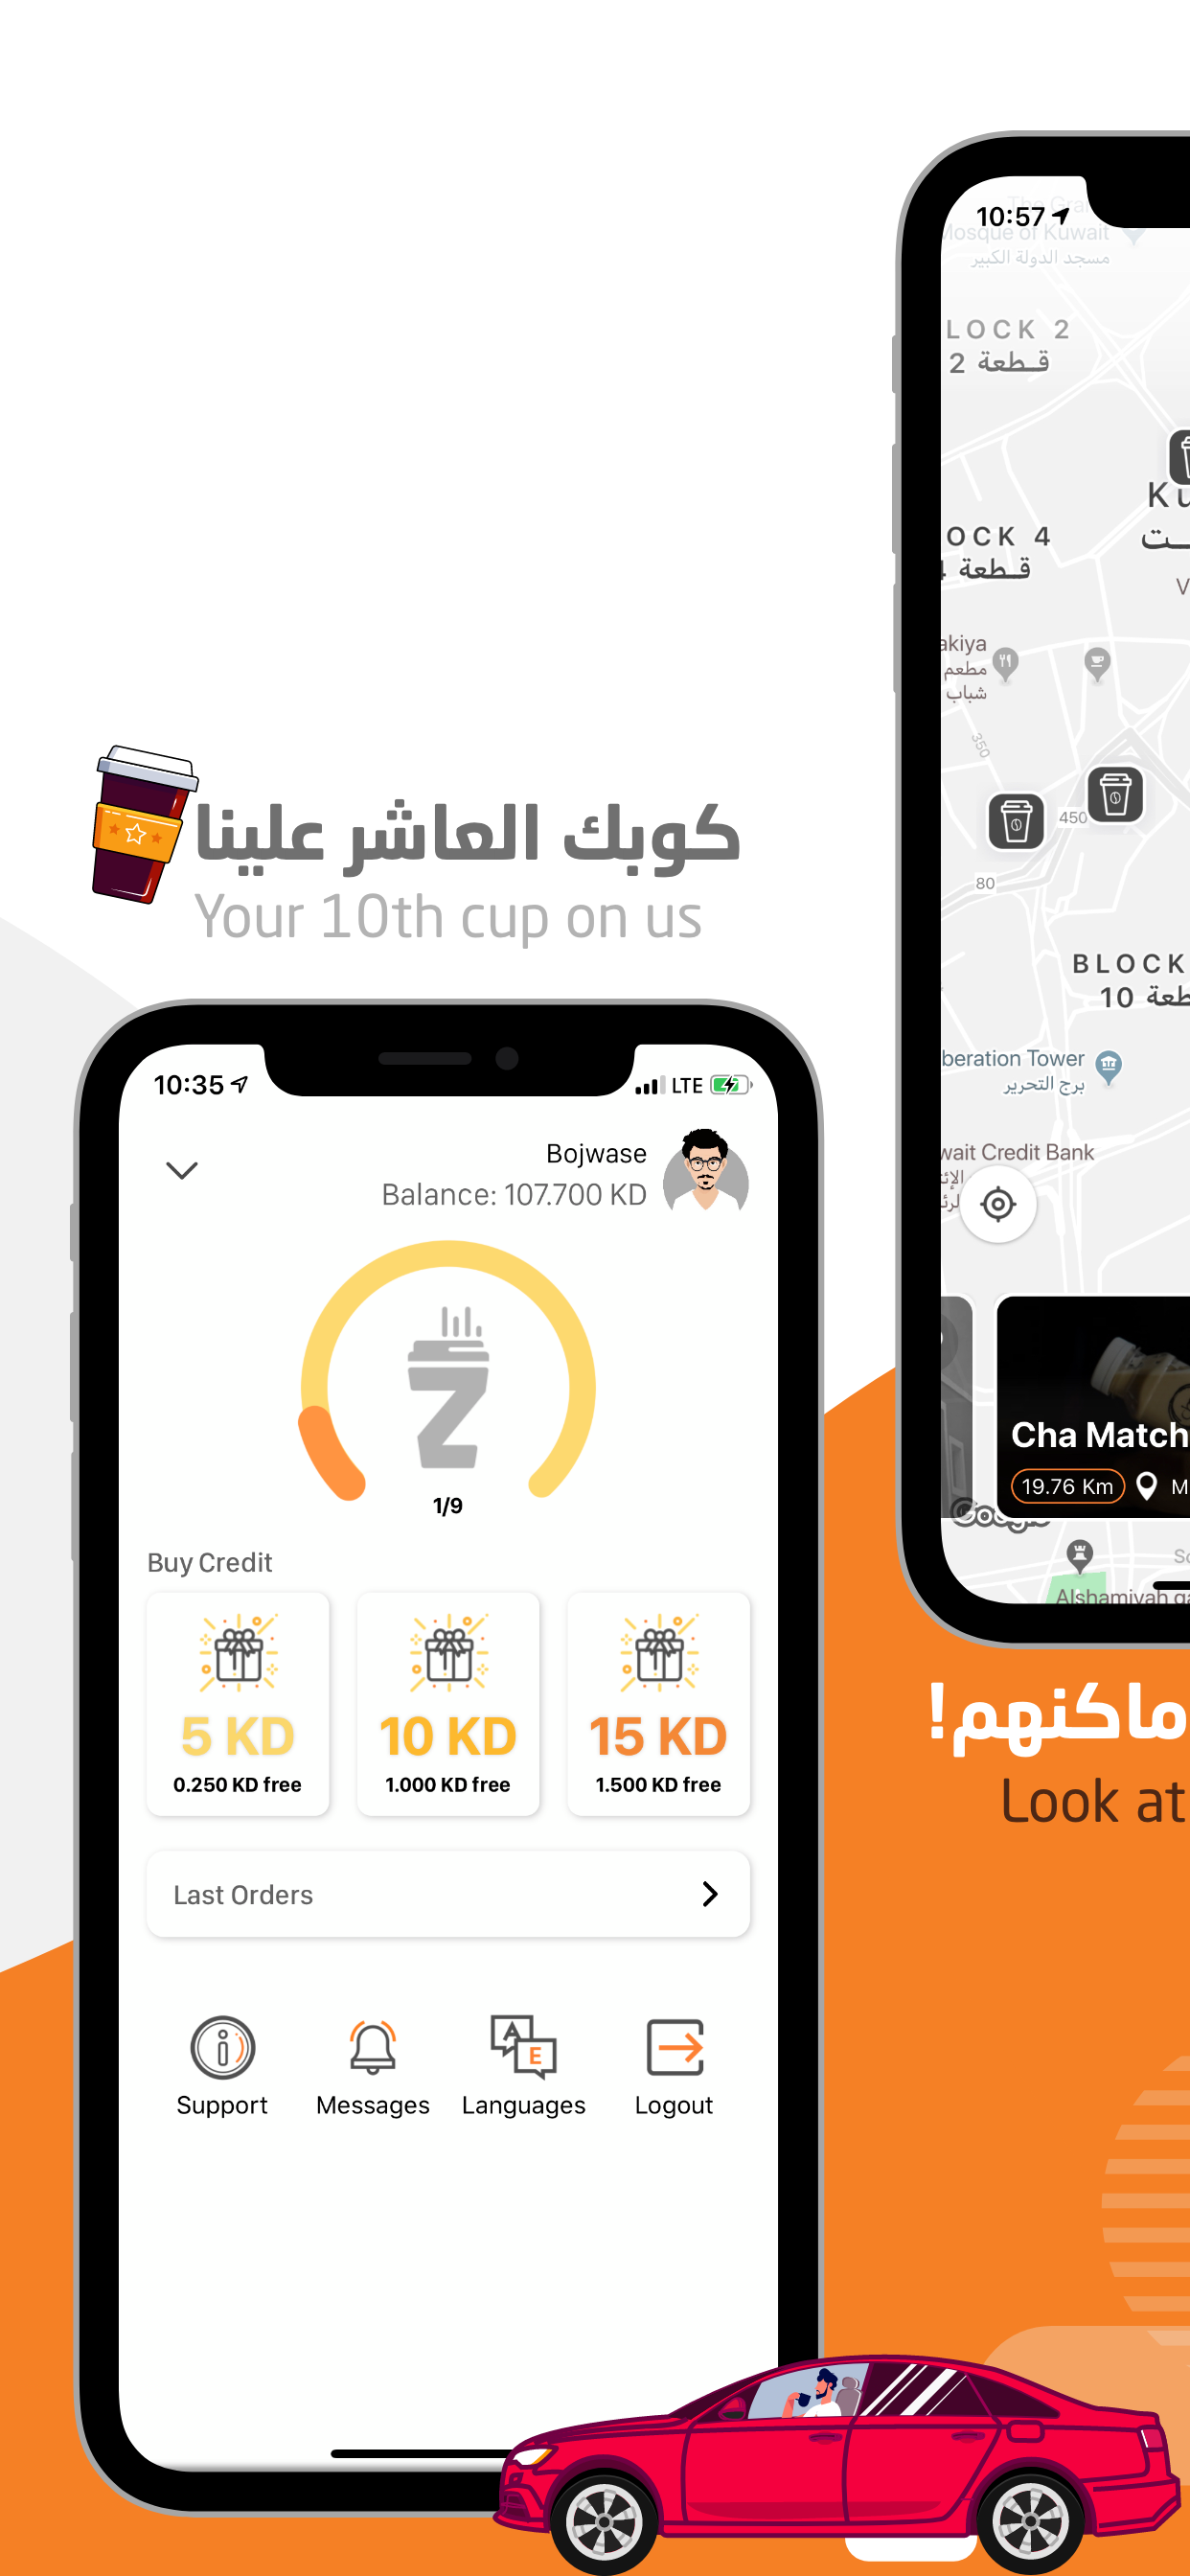 كوبك العاشر علينا
Your 10th cup on us
10:35
LTE
Bojwase
Balance: 107.700 KD
1/9
Buy Credit
5 KD
0.250 KD free
10 KD
1.000 KD free
15 KD
1.500 KD free
Last Orders
A
E
Support
Messages
Languages
Logout
10:57
Mosque of Kuwait
مسجد الدولة الكبير
LOCK 2
قطعة 2
OCK 4
قطعة 4
akiya
مطعم
شباب
350
450
80
BLOCK
10
beration Tower
برج التحرير
wait Credit Bank
Cha Match
19.76 Km
M
Google
Alshamiyah
ماكنهم!
Look at